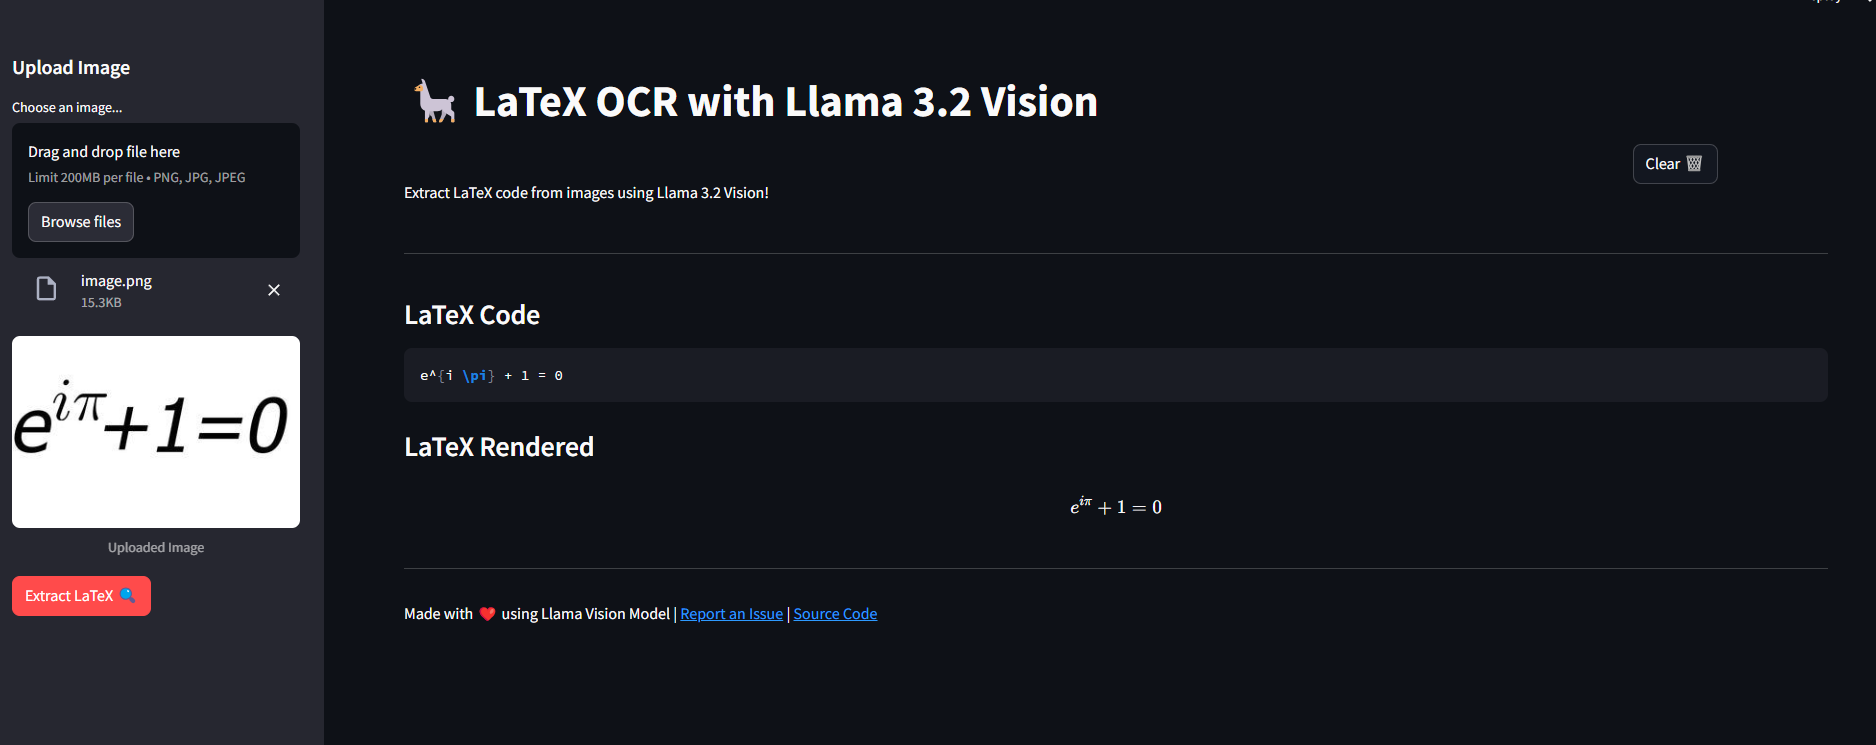 Upload Image
Choose an image...
Drag and drop file here
Limit 200MB per file • PNG, JPG, JPEG
Browse files
image.png
15.3KB
e^{iπ}+1=0
Uploaded Image
Extract LaTeX 🔍
🦙 LaTeX OCR with Llama 3.2 Vision
Clear 🗑️
Extract LaTeX code from images using Llama 3.2 Vision!
LaTeX Code
e^{i \pi} + 1 = 0
LaTeX Rendered
e^{iπ} + 1 = 0
Made with ❤️ using Llama Vision Model | Report an Issue | Source Code